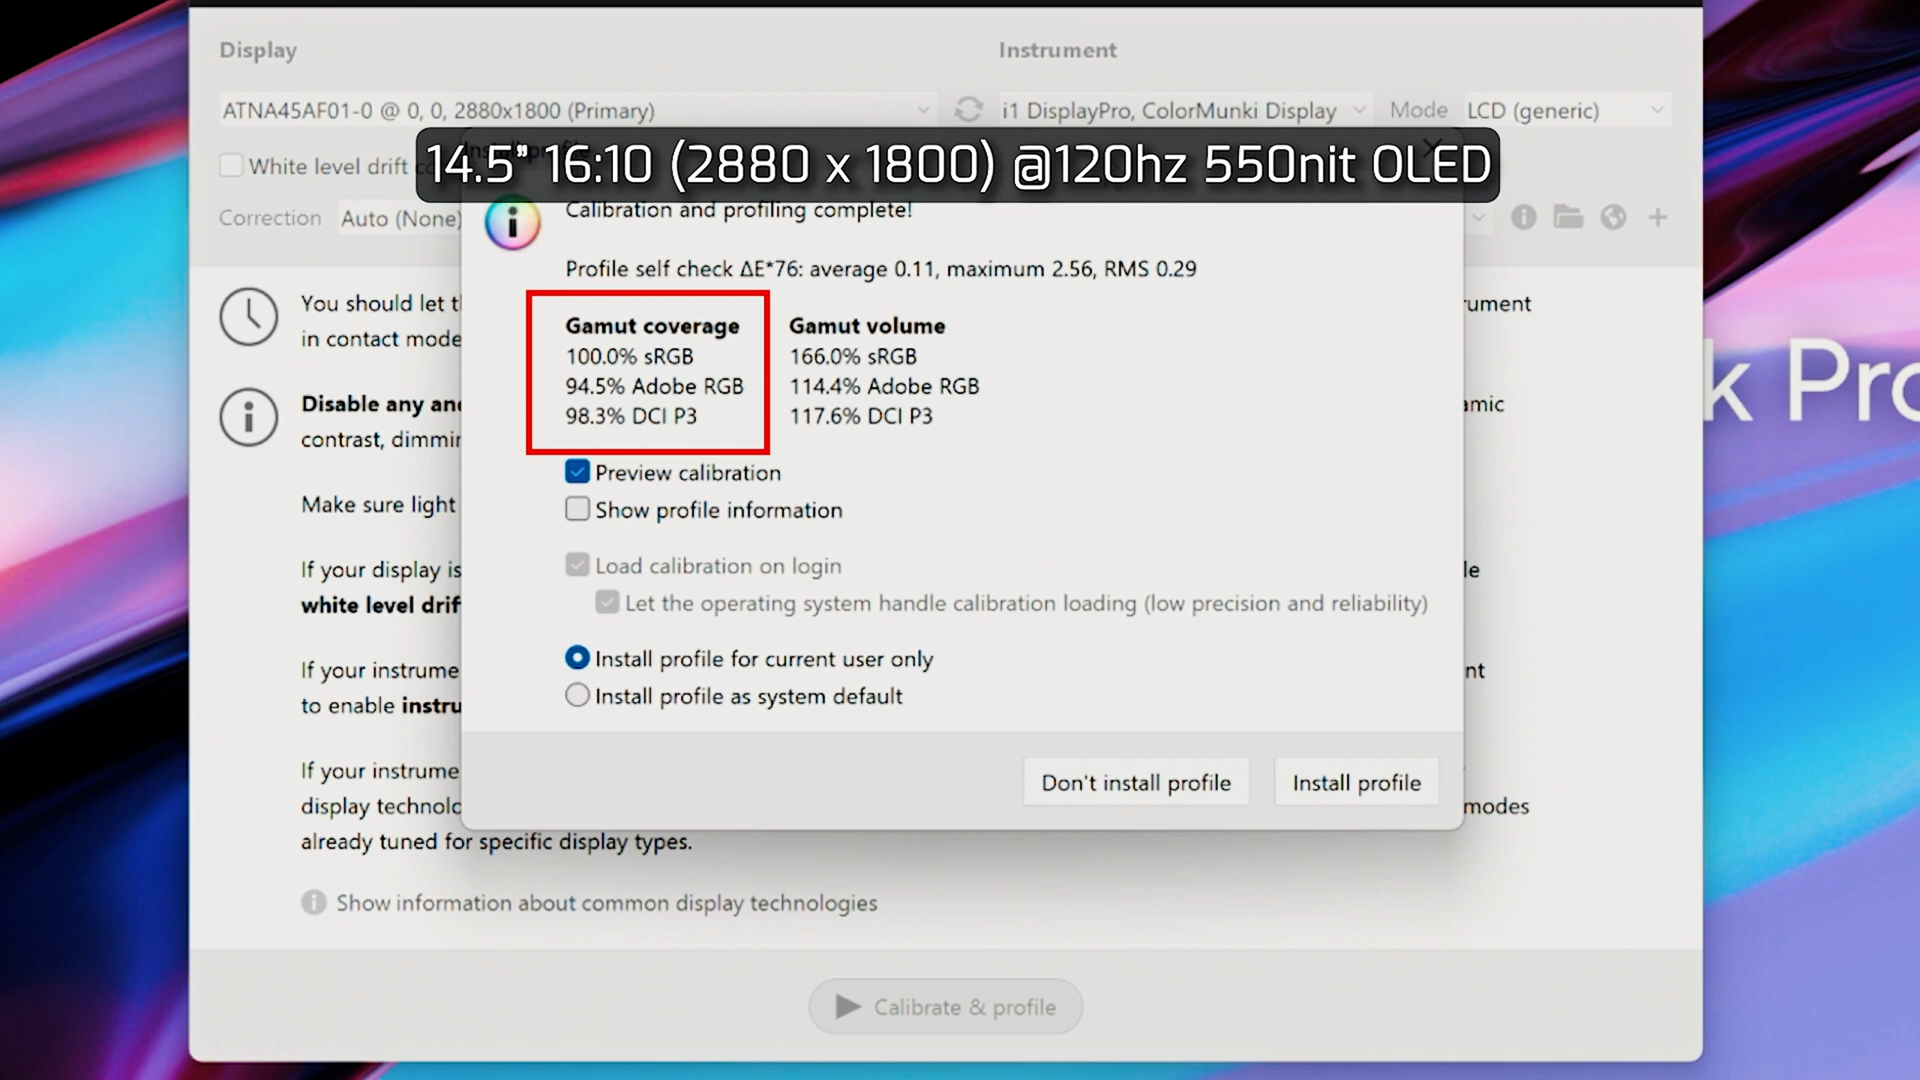 Display
Instrument
ATNA45AF01-0 @ 0, 0, 2880x1800 (Primary)
i1 DisplayPro, ColorMunki Display
Mode
LCD (generic)
White level drift
14.5” 16:10 (2880 x 1800) @120hz 550nit OLED
Correction
Auto (None)
Calibration and profiling complete!
Profile self check ΔE*76: average 0.11, maximum 2.56, RMS 0.29
You should let
in contact mode
rument
Gamut coverage
Gamut volume
100.0% sRGB
166.0% sRGB
94.5% Adobe RGB
114.4% Adobe RGB
98.3% DCI P3
117.6% DCI P3
k Pro
Disable any
contrast,
amic
Preview calibration
Make sure light
Show profile information
If your display is
Load calibration on login
le
white level drif
Let the operating system handle calibration loading (low precision and reliability)
Install profile for current user only
If your instrume
nt
to enable instru
Install profile as system default
If your instrume
Don't install profile
Install profile
display technolo
modes
already tuned for specific display types.
Show information about common display technologies
Calibrate & profile